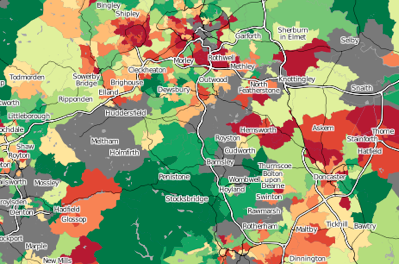 Bingley
Shipley
Garforth
Sherburn
in Elmet
Selby
Rothwell
Morley
Methley
Cleckheaton
Todmorden
Sowerby
Bridge
Brighouse
Outwood
Knottingley
Snaith
North
Featherstone
Elland
Dewsbury
Ripponden
Littleborough
Huddersfield
Royston
Hemsworth
Askern
Thorne
Stainforth
Hatfield
Shaw
Royton
Meltham
Holmfirth
Cudworth
Barnsley
Thurnscoe
Bolton
upon
Dearne
Doncaster
Mossley
Penistone
Wombwell
Hoyland
Stocksbridge
Swinton
Hadfield
Glossop
Denton
Rawmarsh
Rotherham
Maltby
Tickhill
Bawtry
Marple
New Mills
Dinnington